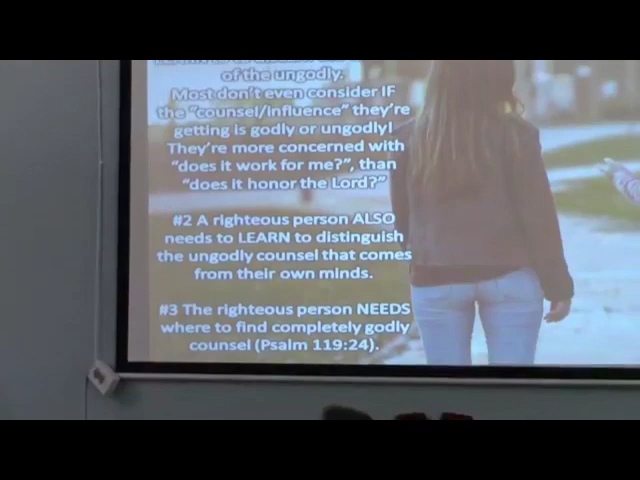 of the ungodly.
Most don't even consider IF
the "counsel/influence" they're
getting is godly or ungodly!
They're more concerned with
"does it work for me?", than
"does it honor the Lord?"
#2 A righteous person ALSO
needs to LEARN to distinguish
the ungodly counsel that comes
from their own minds.
#3 The righteous person NEEDS
where to find completely godly
counsel (Psalm 119:24).